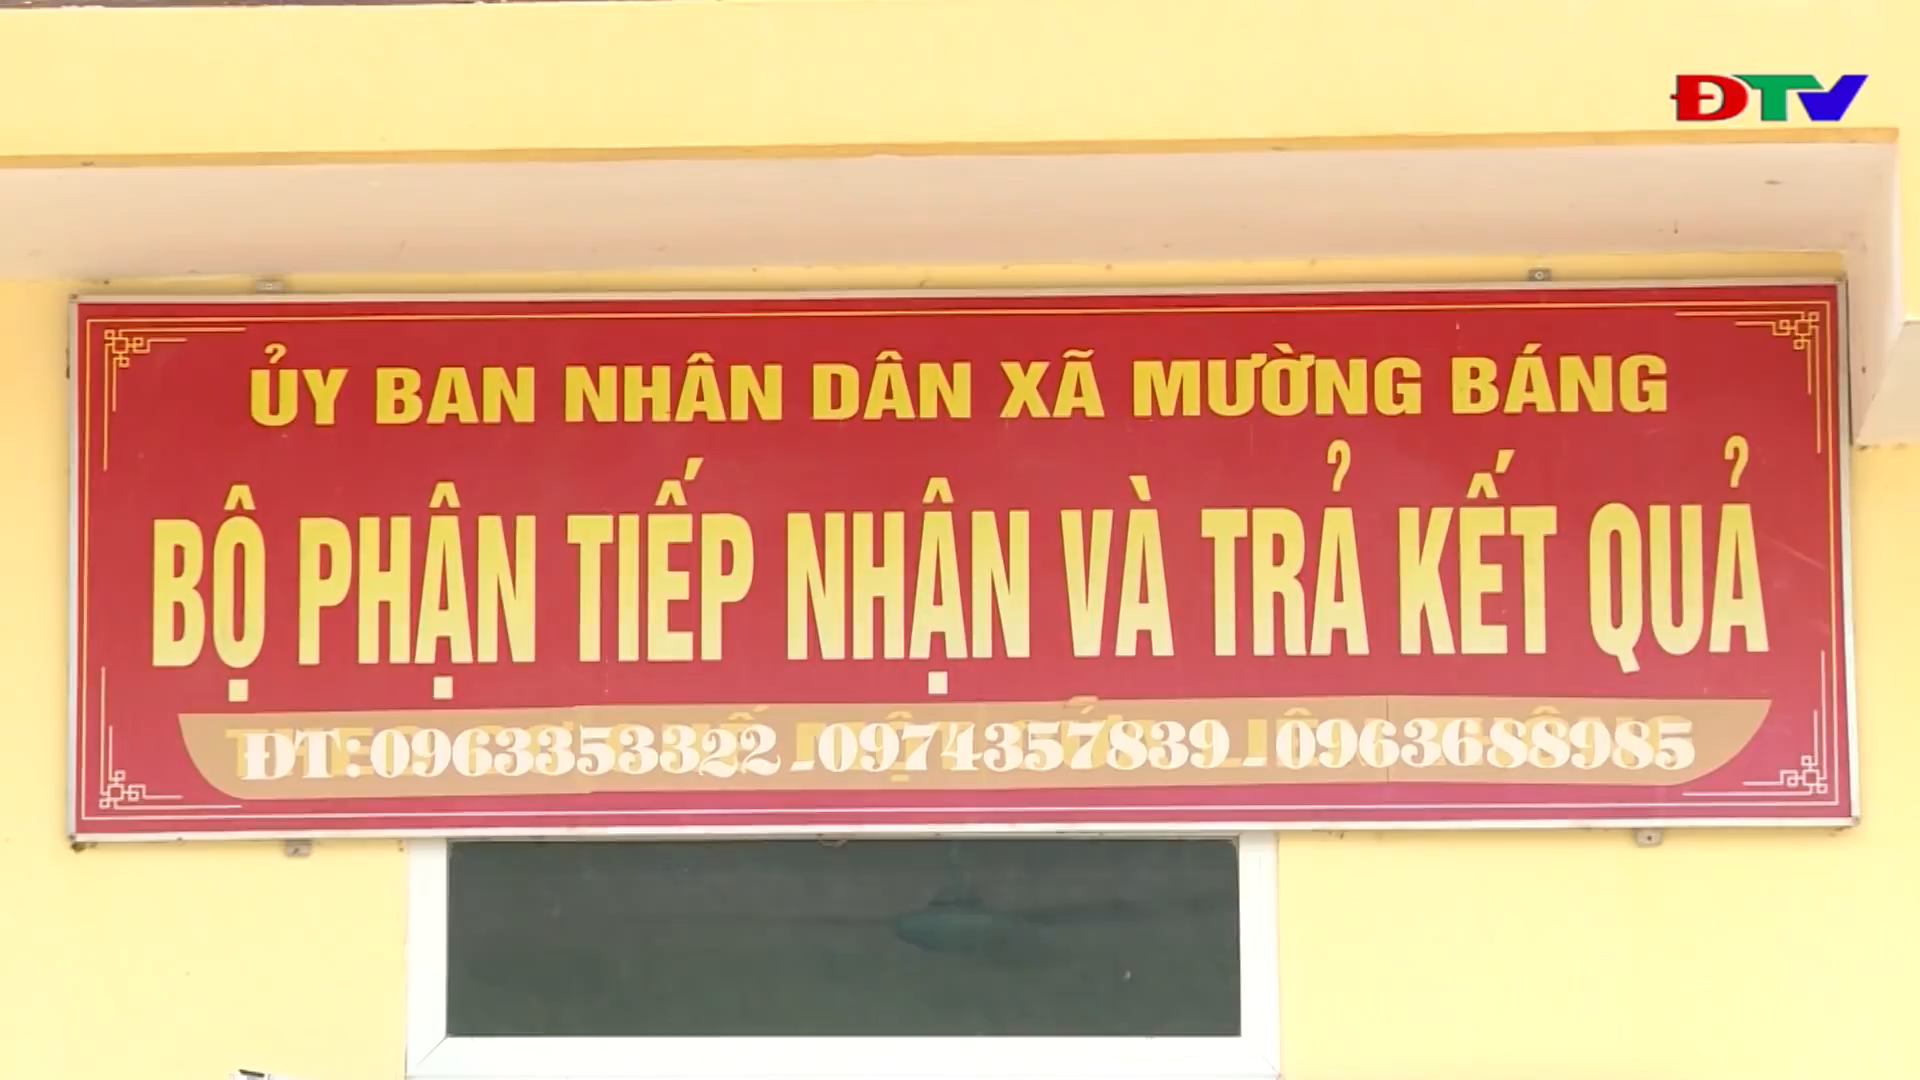 ĐTV
ỦY BAN NHÂN DÂN XÃ MƯỜNG BÁNG
BỘ PHẬN TIẾP NHẬN VÀ TRẢ KẾT QUẢ
ĐT:0963353322 -0974357839 - 0963688985